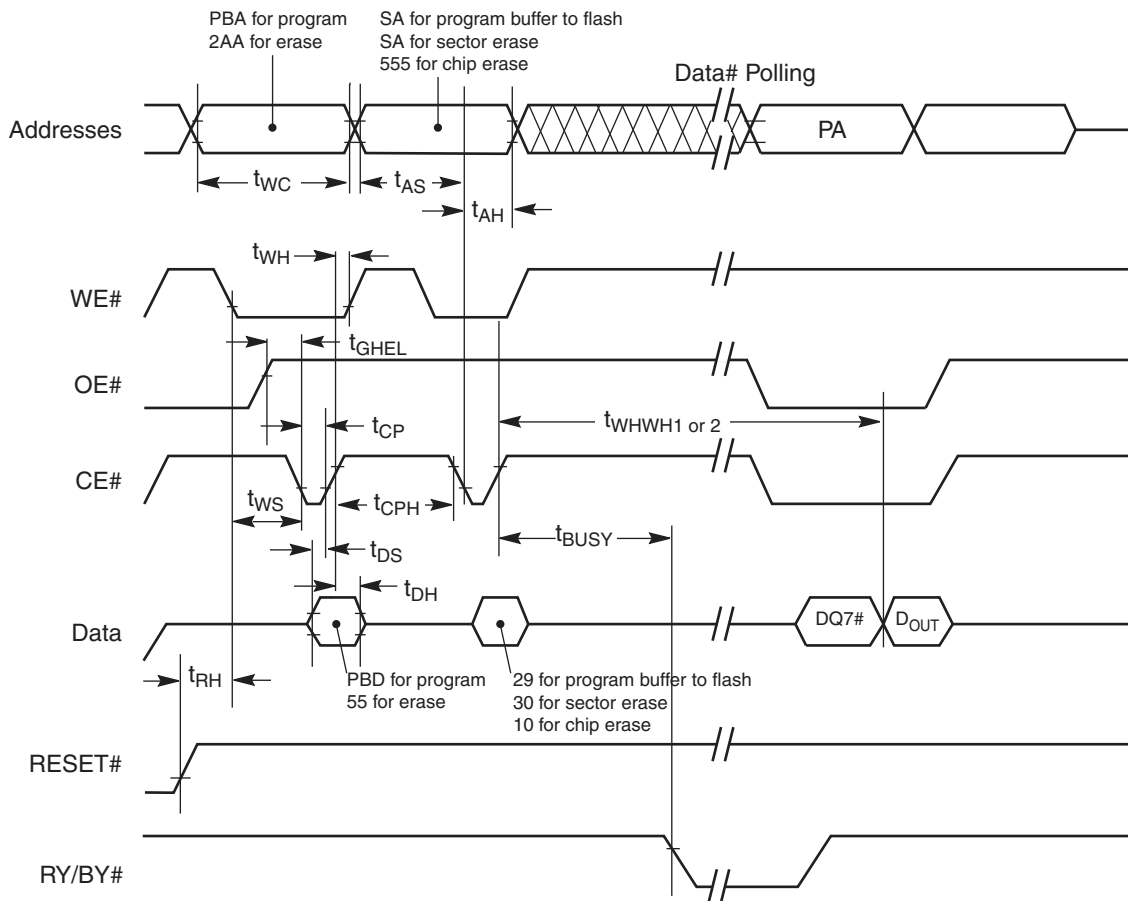 PBA for program
2AA for erase
SA for program buffer to flash
SA for sector erase
555 for chip erase
Data# Polling
Addresses
PA
tWC
tAS
tAH
tWH
WE#
tGHEL
OE#
tWHWH1 or 2
tCP
CE#
tWS
tCPH
tBUSY
tDS
tDH
Data
DQ7#
DOUT
tRH
PBD for program
55 for erase
29 for program buffer to flash
30 for sector erase
10 for chip erase
RESET#
RY/BY#